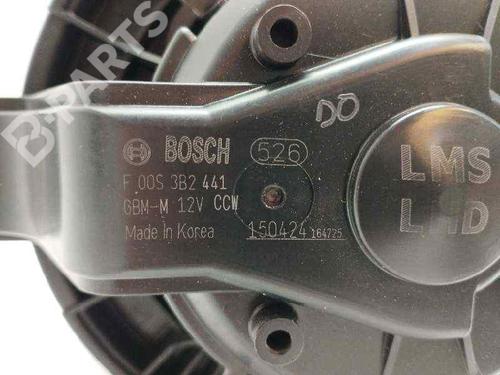 B-PARTS
DO
BOSCH 526
F 00S 3B2 441
GBM-M 12V CCW
Made in Korea 150424 164725
LMS
LHD